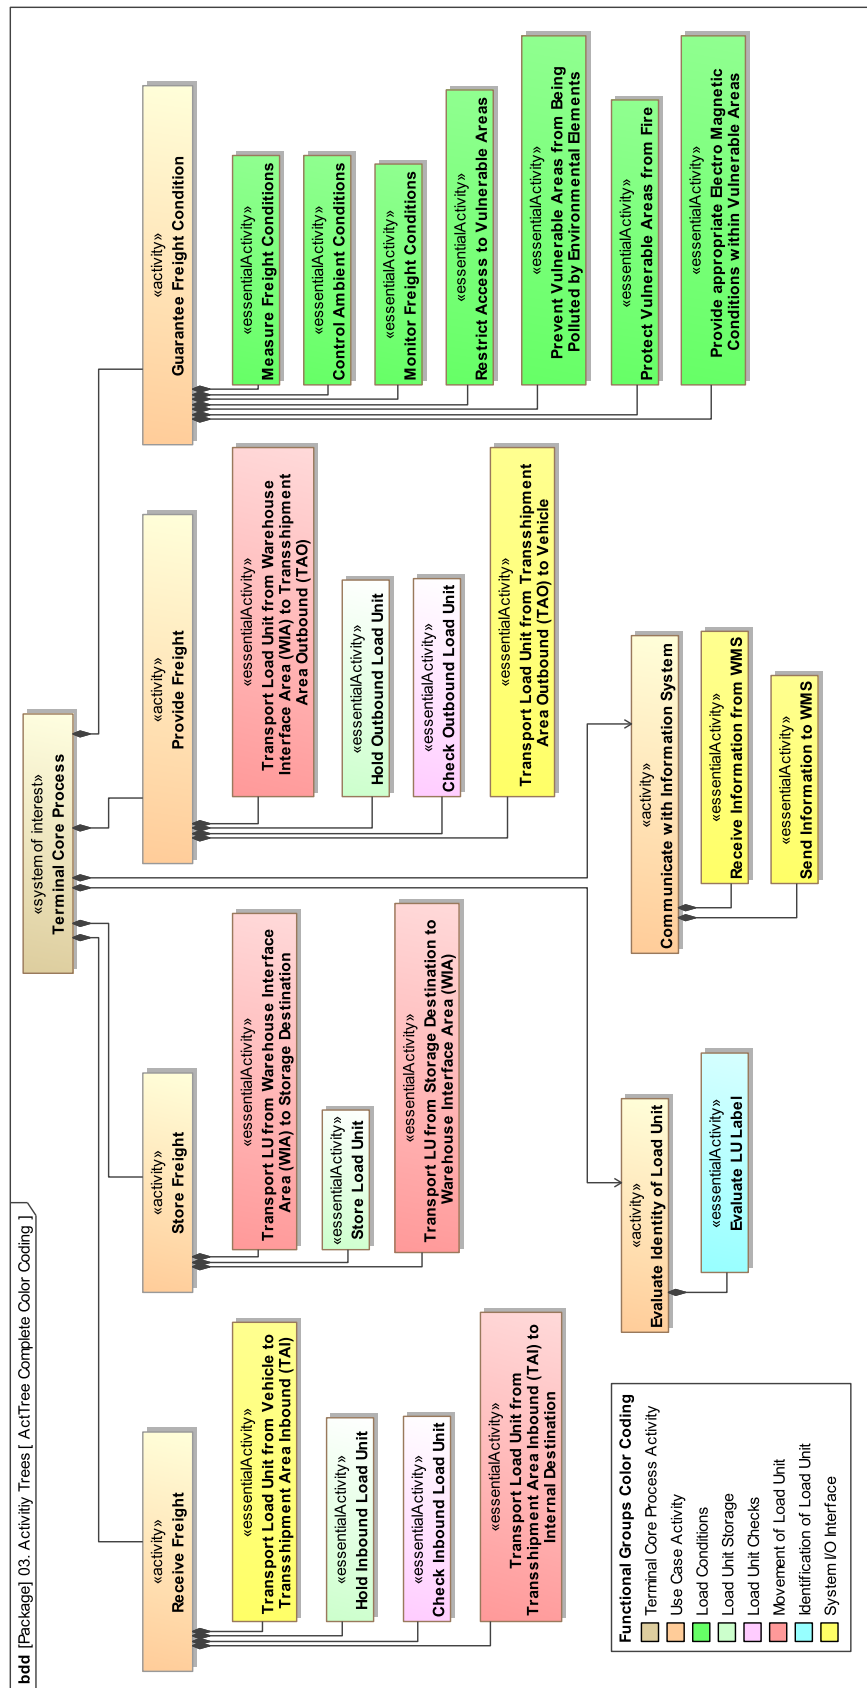 bdd [Package] 03. Activitiy Trees [ ActTree Complete Color Coding ]
«system of interest»
Terminal Core Process
«activity»
Receive Freight
«essentialActivity»
Transport Load Unit from Vehicle to
Transshipment Area Inbound (TAI)
«essentialActivity»
Hold Inbound Load Unit
«essentialActivity»
Check Inbound Load Unit
«essentialActivity»
Transport Load Unit from
Transshipment Area Inbound (TAI) to
Internal Destination
«activity»
Store Freight
«essentialActivity»
Transport LU from Warehouse Interface
Area (WIA) to Storage Destination
«essentialActivity»
Store Load Unit
«essentialActivity»
Transport LU from Storage Destination to
Warehouse Interface Area (WIA)
«activity»
Provide Freight
«essentialActivity»
Transport Load Unit from Warehouse
Interface Area (WIA) to Transshipment
Area Outbound (TAO)
«essentialActivity»
Hold Outbound Load Unit
«essentialActivity»
Check Outbound Load Unit
«essentialActivity»
Transport Load Unit from Transshipment
Area Outbound (TAO) to Vehicle
«activity»
Guarantee Freight Condition
«essentialActivity»
Measure Freight Conditions
«essentialActivity»
Control Ambient Conditions
«essentialActivity»
Monitor Freight Conditions
«essentialActivity»
Restrict Access to Vulnerable Areas
«essentialActivity»
Prevent Vulnerable Areas from Being
Polluted by Environmental Elements
«essentialActivity»
Protect Vulnerable Areas from Fire
«essentialActivity»
Provide appropriate Electro Magnetic
Conditions within Vulnerable Areas
«activity»
Evaluate Identity of Load Unit
«essentialActivity»
Evaluate LU Label
«activity»
Communicate with Information System
«essentialActivity»
Receive Information from WMS
«essentialActivity»
Send Information to WMS
Functional Groups Color Coding
Terminal Core Process Activity
Use Case Activity
Load Conditions
Load Unit Storage
Load Unit Checks
Movement of Load Unit
Identification of Load Unit
System I/O Interface